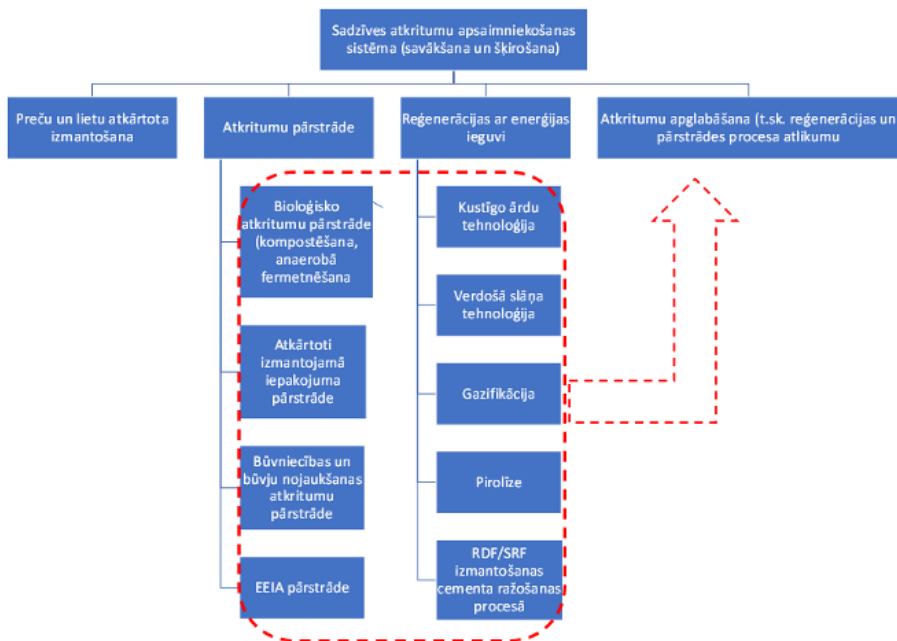 Sadzīves atkritumu apsaimniekošanas
sistēma (savākšana un šķirošana)
Preču un lietu atkārtota
izmantošana
Atkritumu pārstrāde
Reģenerācijas ar enerģijas
ieguvi
Atkritumu apglabāšana (t.sk. reģenerācijas un
pārstrādes procesa atlikumu
Bioloģisko
atkritumu pārstrāde
(kompostēšana,
anaerobā
fermetnēšana
Atkārtoti
izmantojamā
iepakojuma
pārstrāde
Būvniecības un
būvju nojaukšanas
atkritumu
pārstrāde
EEIA pārstrāde
Kustīgo ārdu
tehnoloģija
Verdošā slāņa
tehnoloģija
Gazifikācija
Pirolīze
RDF/SRF
izmantošanas
cementa ražošanas
procesā